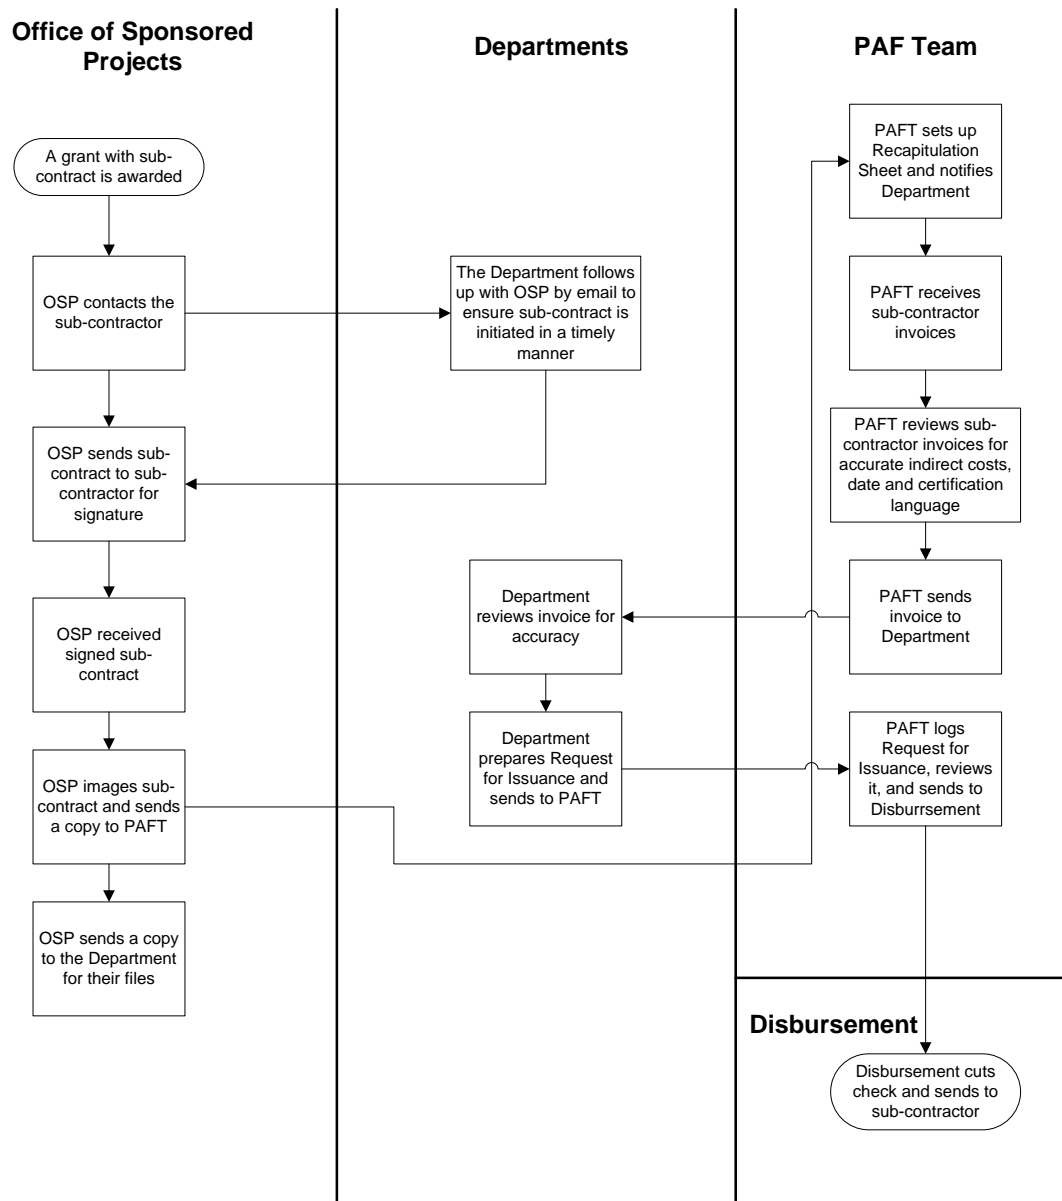 Office of Sponsored
Projects
Departments
PAF Team
A grant with sub-
contract is awarded
OSP contacts the
sub-contractor
OSP sends sub-
contract to sub-
contractor for
signature
OSP received
signed sub-
contract
OSP images sub-
contract and sends
a copy to PAFT
OSP sends a copy
to the Department
for their files
The Department follows
up with OSP by email to
ensure sub-contract is
initiated in a timely
manner
Department
reviews invoice for
accuracy
Department
prepares Request
for Issuance and
sends to PAFT
PAFT sets up
Recapitulation
Sheet and notifies
Department
PAFT receives
sub-contractor
invoices
PAFT reviews sub-
contractor invoices for
accurate indirect costs,
date and certification
language
PAFT sends
invoice to
Department
PAFT logs
Request for
Issuance, reviews
it, and sends to
Disburrsement
Disbursement
Disbursement cuts
check and sends to
sub-contractor